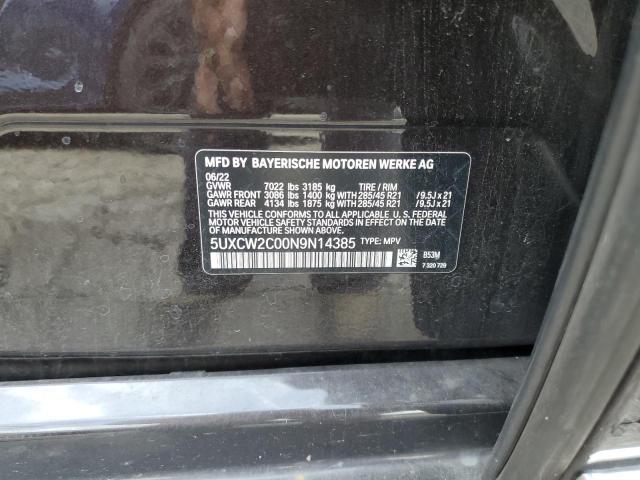 MFD BY BAYERISCHE MOTOREN WERKE AG
06/22
GVWR 7022 lbs 3185 kg TIRE / RIM
GAWR FRONT 3086 lbs 1400 kg WITH 285/45 R21 /9.5J x 21
GAWR REAR 4134 lbs 1875 kg WITH 285/45 R21 /9.5J x 21
THIS VEHICLE CONFORMS TO ALL APPLICABLE U. S. FEDERAL
MOTOR VEHICLE SAFETY STANDARDS IN EFFECT ON THE
DATE OF MANUFACTURE SHOWN ABOVE.
5UXCW2C00N9N14385 TYPE: MPV
B53M
7 320 729